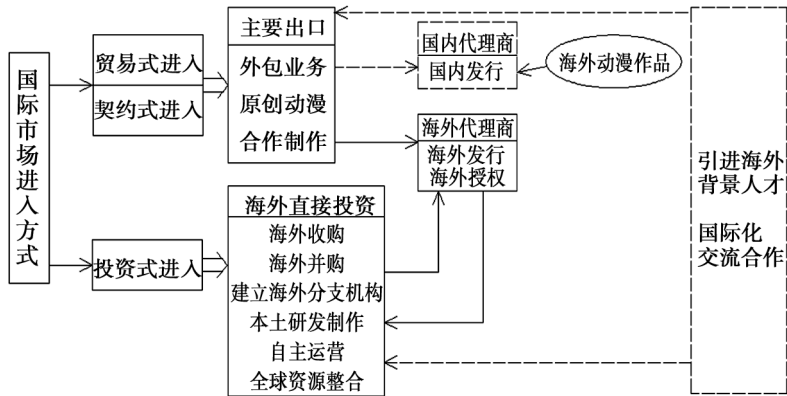 国际市场进入方式
贸易式进入
契约式进入
投资式进入
主要出口
外包业务
原创动漫
合作制作
国内代理商
国内发行
海外动漫作品
海外代理商
海外发行
海外授权
海外直接投资
海外收购
海外并购
建立海外分支机构
本土研发制作
自主运营
全球资源整合
引进海外
背景人才
国际化
交流合作